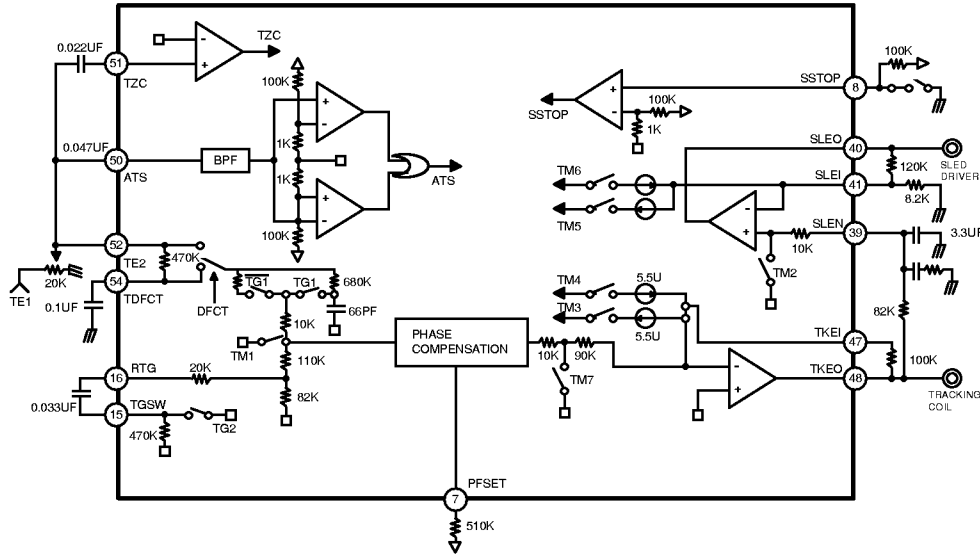 0.022UF
51
TZC
TZC
100K
1K
1K
100K
0.047UF
50
ATS
BPF
ATS
SSTOP
SSTOP
100K
1K
8
100K
SLEO
40
SLED
DRIVER
120K
SLEI
41
8.2K
TM6
TM5
SLEN
39
3.3UF
10K
TM2
52
TE2
470K
20K
TE1
54
TDFCT
0.1UF
DFCT
TG1
TG1
680K
66PF
10K
TM1
110K
PHASE
COMPENSATION
TM4
TM3
5.5U
5.5U
82K
TKEI
47
100K
10K
90K
TM7
TKEO
48
TRACKING
COIL
16
RTG
20K
82K
0.033UF
15
TGSW
TG2
470K
PFSET
7
510K